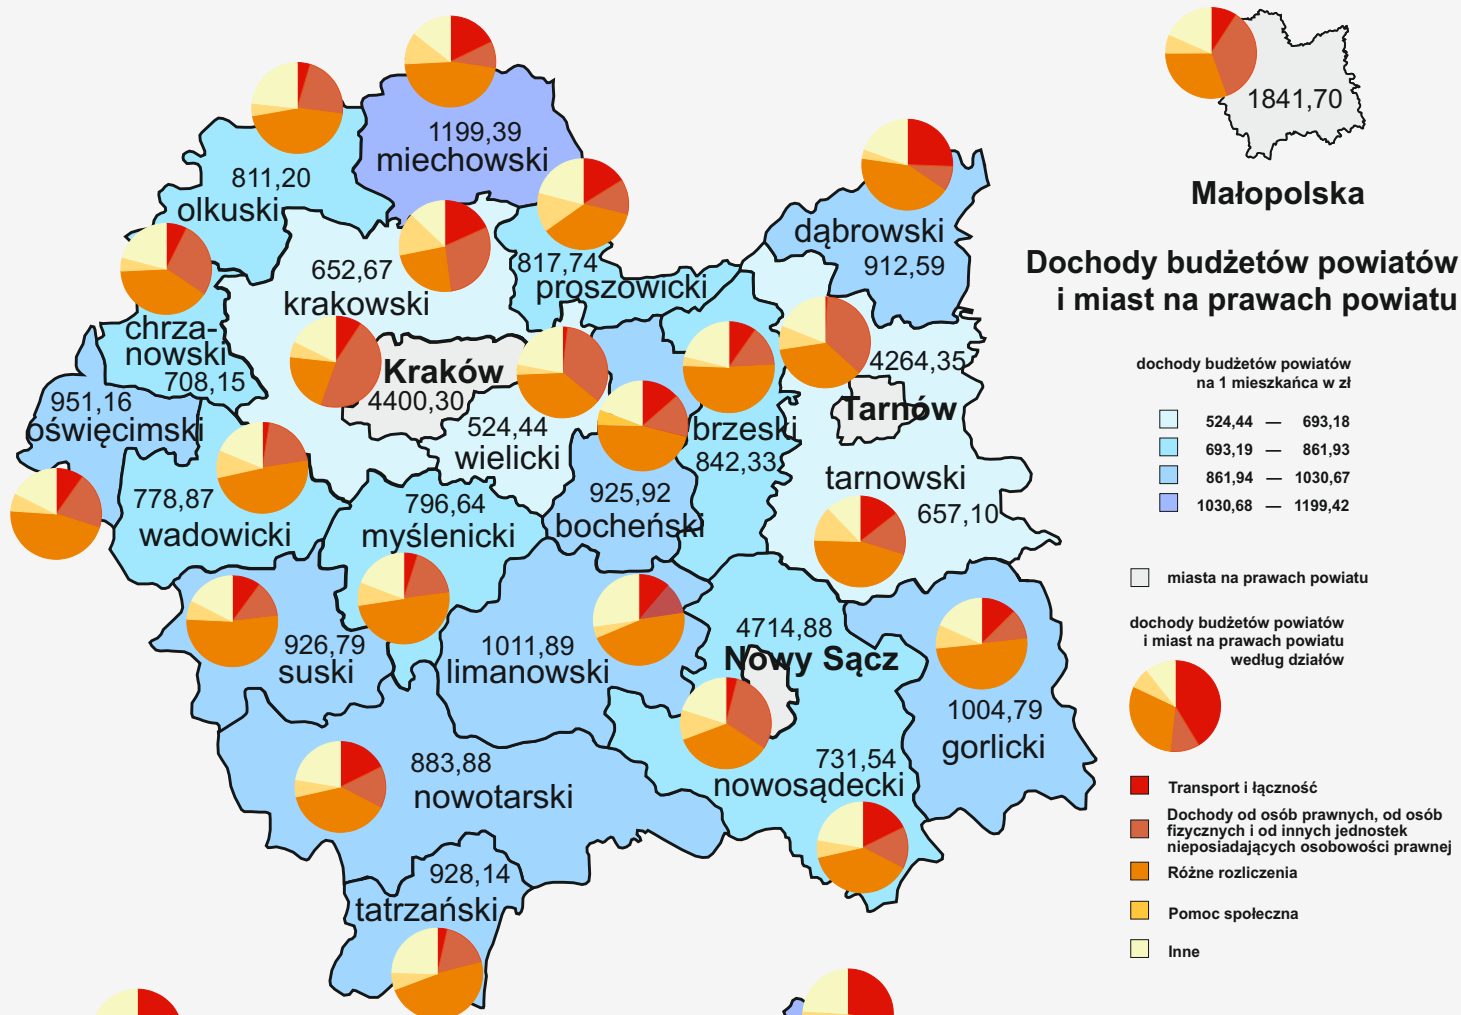 1841,70
Małopolska
Dochody budżetów powiatów
i miast na prawach powiatu
dochody budżetów powiatów
na 1 mieszkańca w zł
524,44 — 693,18
693,19 — 861,93
861,94 — 1030,67
1030,68 — 1199,42
miasta na prawach powiatu
dochody budżetów powiatów
i miast na prawach powiatu
według działów
Transport i łączność
Dochody od osób prawnych, od osób
fizycznych i od innych jednostek
nieposiadających osobowości prawnej
Różne rozliczenia
Pomoc społeczna
Inne
1199,39
miechowski
811,20
olkuski
652,67
krakowski
817,74
proszowicki
dąbrowski
912,59
chrza-
nowski
708,15
Kraków
4400,30
4264,35
Tarnów
951,16
oświęcimski
524,44
wielicki
brzeski
842,33
tarnowski
657,10
778,87
wadowicki
796,64
myślenicki
925,92
bocheński
926,79
suski
1011,89
limanowski
4714,88
Nowy Sącz
1004,79
gorlicki
883,88
nowotarski
731,54
nowosądecki
928,14
tatrzański